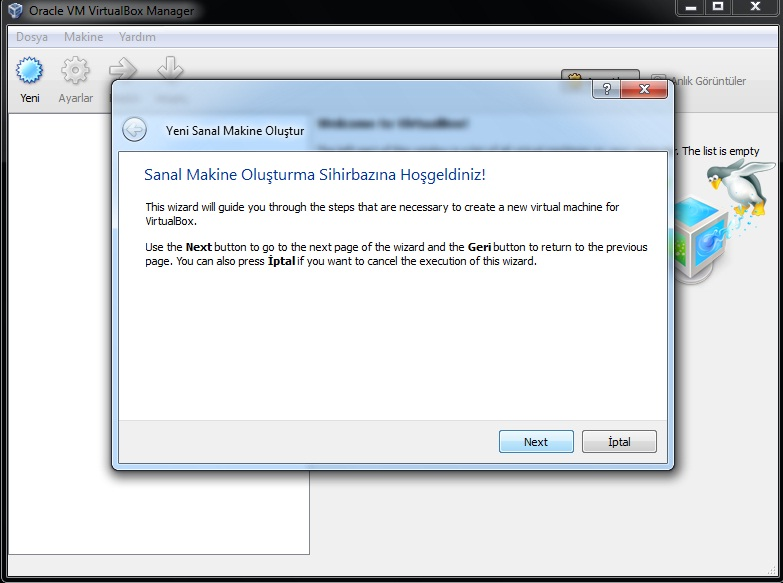 Oracle VM VirtualBox Manager
Dosya Makine Yardım
Yeni Ayarlar
Anlık Görüntüler
Welcome to VirtualBox!
. The list is empty
Yeni Sanal Makine Oluştur
Sanal Makine Oluşturma Sihirbazına Hoşgeldiniz!
This wizard will guide you through the steps that are necessary to create a new virtual machine for
VirtualBox.
Use the Next button to go to the next page of the wizard and the Geri button to return to the previous
page. You can also press İptal if you want to cancel the execution of this wizard.
Next İptal